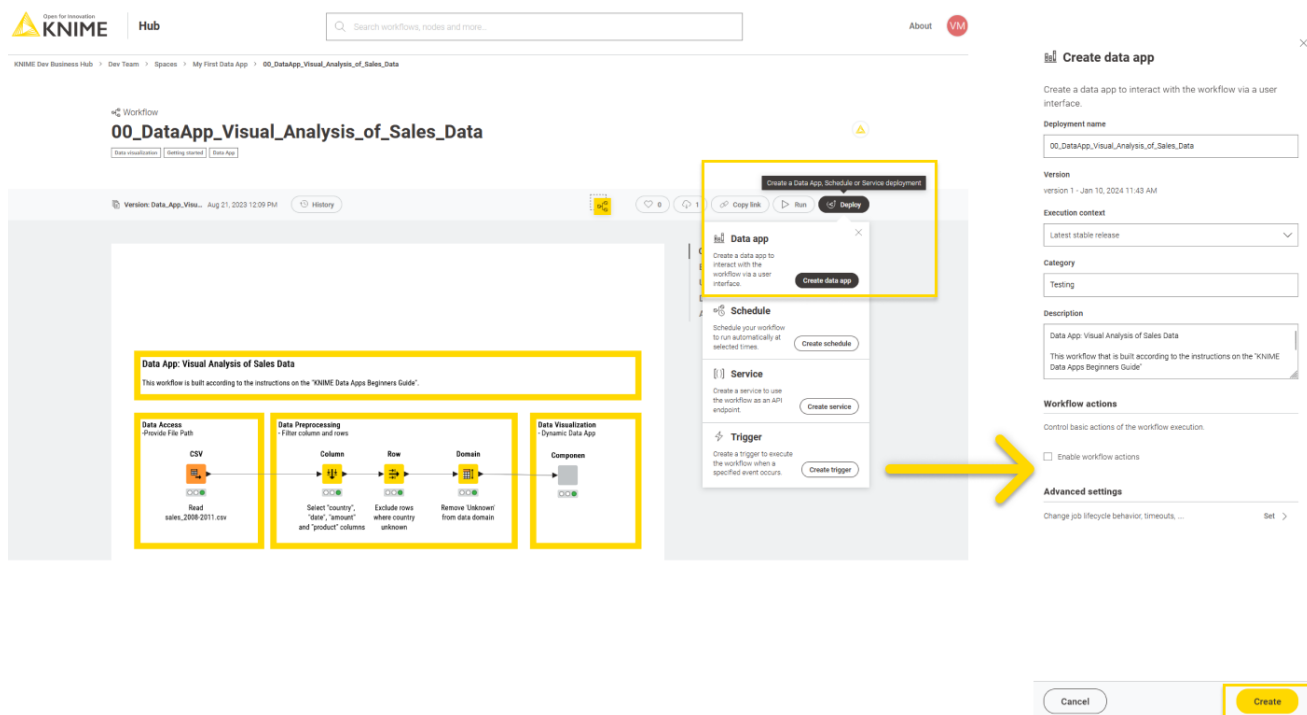 Open for Innovation
KNIME
Hub
Search workflows, nodes and more...
About
VM
KNIME Dev Business Hub > Dev Team > Spaces > My First Data App > 00_DataApp_Visual_Analysis_of_Sales_Data
Workflow
00_DataApp_Visual_Analysis_of_Sales_Data
Data visualization
Getting started
Data App
Create a Data App, Schedule or Service deployment
Version: Data_App_Visu... Aug 21, 2023 12:09 PM
History
0
1
Copy link
Run
Deploy
Data app
Create a data app to
interact with the
workflow via a user
interface.
Create data app
Schedule
Schedule your workflow
to run automatically at
selected times.
Create schedule
Service
Create a service to use
the workflow as an API
endpoint.
Create service
Trigger
Create a trigger to execute
the workflow when a
specified event occurs.
Create trigger
Data App: Visual Analysis of Sales Data
This workflow is built according to the instructions on the "KNIME Data Apps Beginners Guide".
Data Access
-Provide File Path
CSV
Read
sales_2008-2011.csv
Data Preprocessing
- Filter column and rows
Column
Select "country",
"date", "amount"
and "product" columns
Row
Exclude rows
where country
unknown
Domain
Remove 'Unknown'
from data domain
Data Visualization
- Dynamic Data App
Componen
Create data app
Create a data app to interact with the workflow via a user
interface.
Deployment name
00_DataApp_Visual_Analysis_of_Sales_Data
Version
version 1 - Jan 10, 2024 11:43 AM
Execution context
Latest stable release
Category
Testing
Description
Data App: Visual Analysis of Sales Data
This workflow that is built according to the instructions on the "KNIME
Data Apps Beginners Guide"
Workflow actions
Control basic actions of the workflow execution.
Enable workflow actions
Advanced settings
Change job lifecycle behavior, timeouts, ...
Set >
Cancel
Create